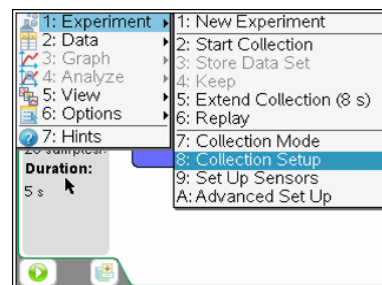 1: Experiment
2: Data
3: Graph
4: Analyze
5: View
6: Options
7: Hints
1: New Experiment
2: Start Collection
3: Store Data Set
4: Keep
5: Extend Collection (8 s)
6: Replay
7: Collection Mode
8: Collection Setup
9: Set Up Sensors
A: Advanced Set Up
Duration:
5 s